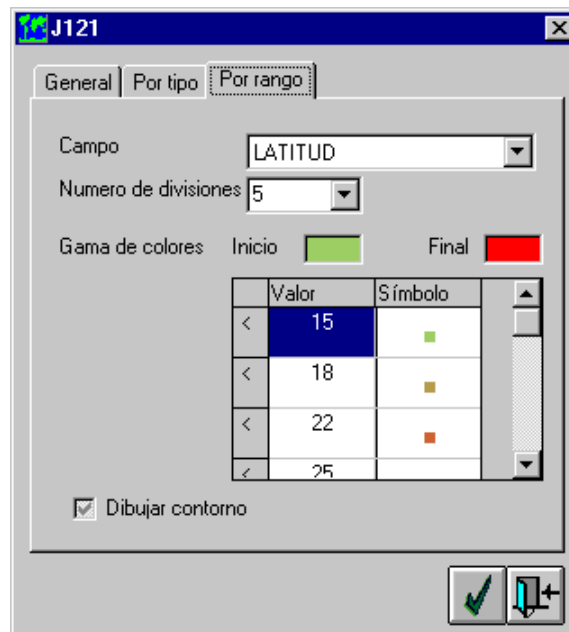 J121
General Por tipo Por rango
Campo LATITUD
Numero de divisiones 5
Gama de colores Inicio Final
Valor Símbolo
< 15
< 18
< 22
< 25
Dibujar contorno